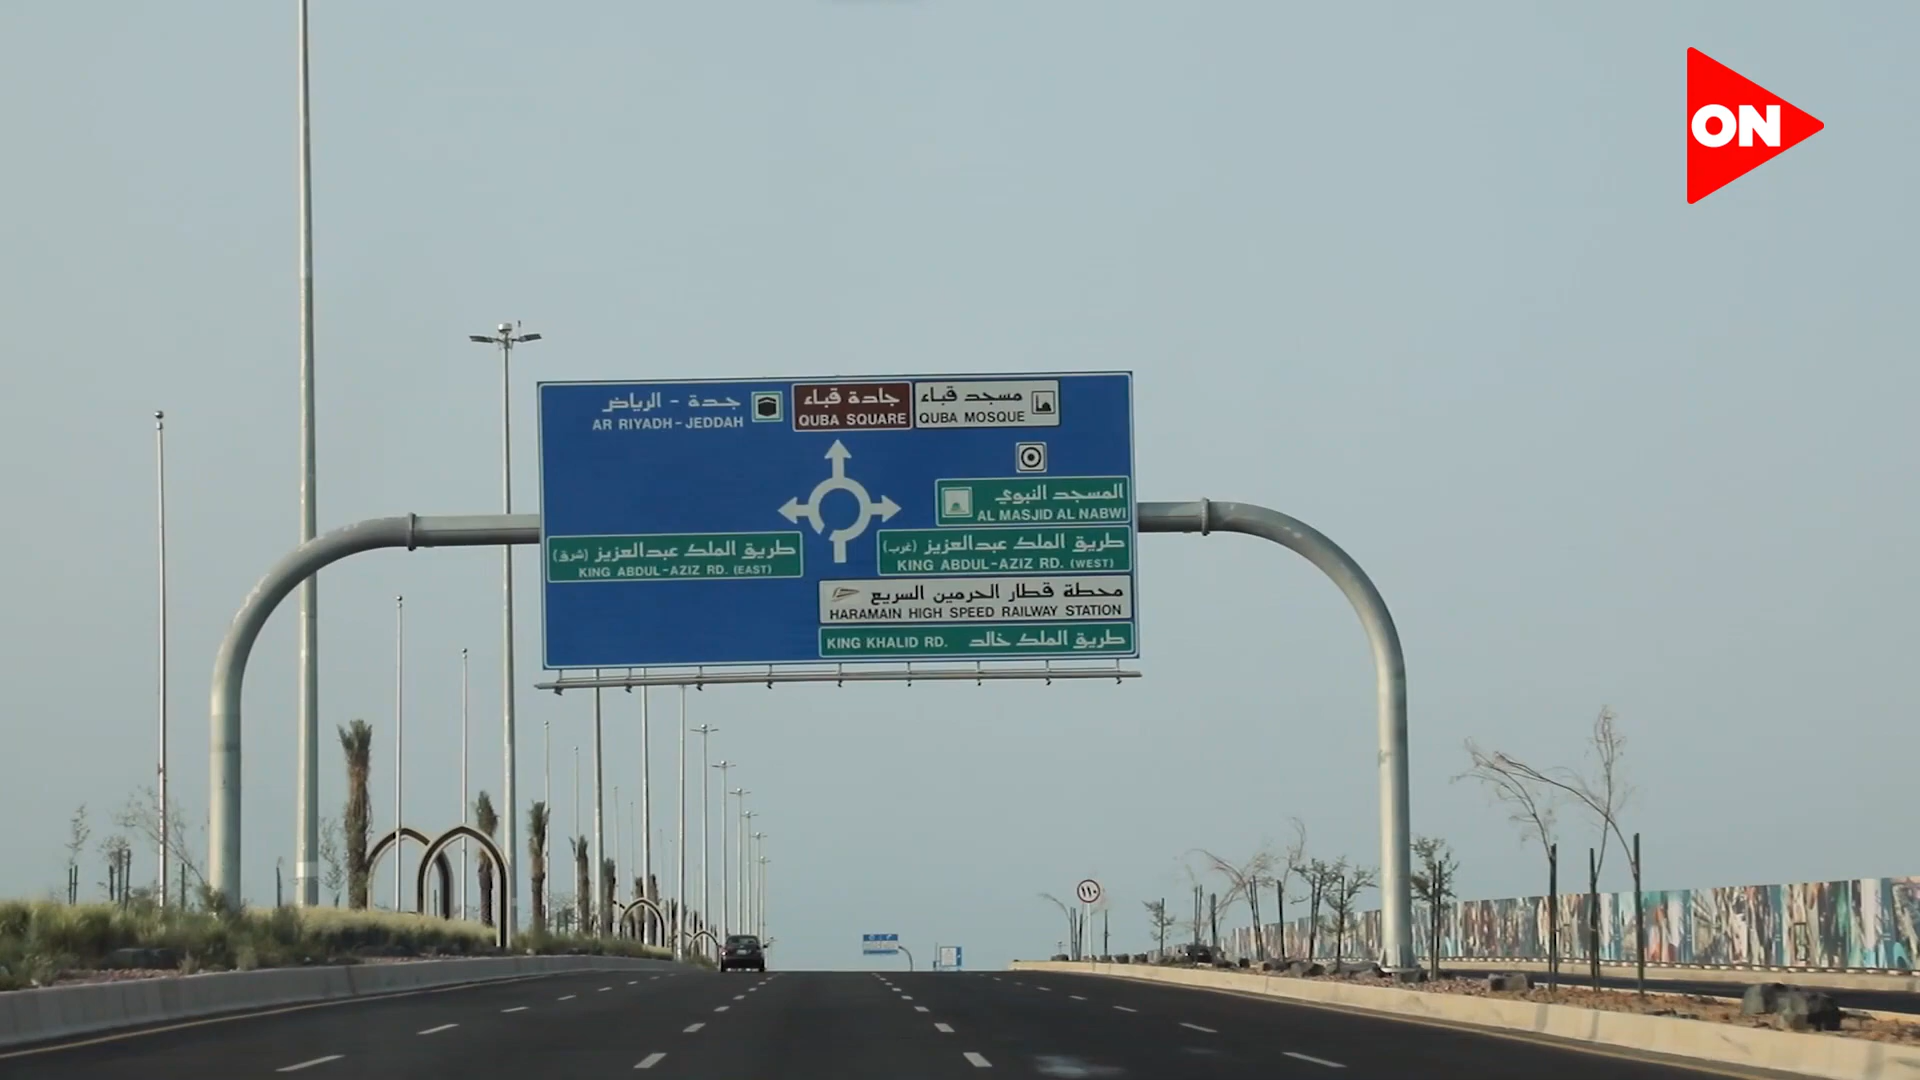 ON
جدة - الرياض
AR RIYADH - JEDDAH
جادة قباء
QUBA SQUARE
مسجد قباء
QUBA MOSQUE
المسجد النبوي
AL MASJID AL NABWI
طريق الملك عبدالعزيز (شرق)
KING ABDUL-AZIZ RD. (EAST)
طريق الملك عبدالعزيز (غرب)
KING ABDUL-AZIZ RD. (WEST)
محطة قطار الحرمين السريع
HARAMAIN HIGH SPEED RAILWAY STATION
KING KHALID RD. طريق الملك خالد
١١٠